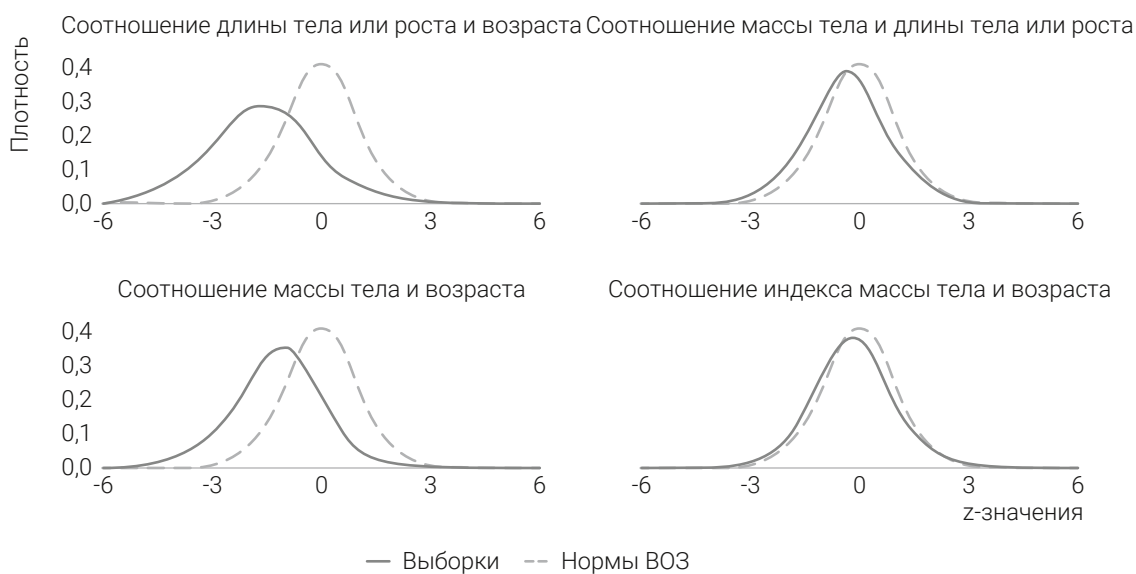 Соотношение длины тела или роста и возраста
Плотность
0,4
0,3
0,2
0,1
0,0
-6 -3 0 3 6
Соотношение массы тела и длины тела или роста
-6 -3 0 3 6
Соотношение массы тела и возраста
0,4
0,3
0,2
0,1
0,0
-6 -3 0 3 6
Соотношение индекса массы тела и возраста
-6 -3 0 3 6
z-значения
Выборки Нормы ВОЗ